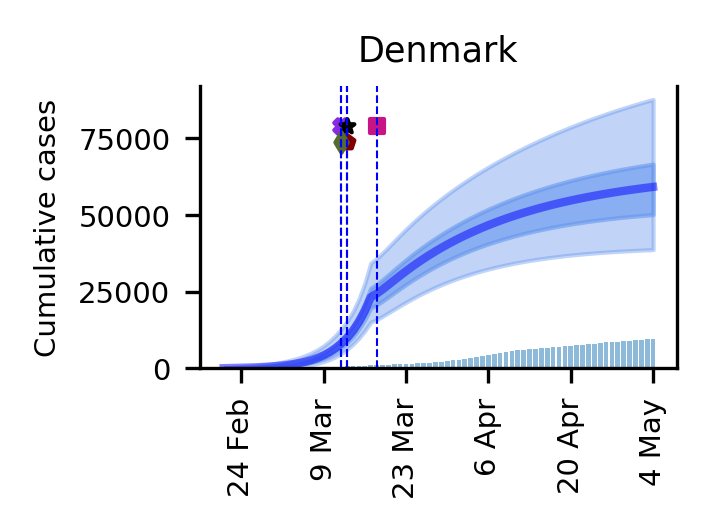 Denmark
Cumulative cases
75000
50000
25000
0
24 Feb
9 Mar
23 Mar
6 Apr
20 Apr
4 May